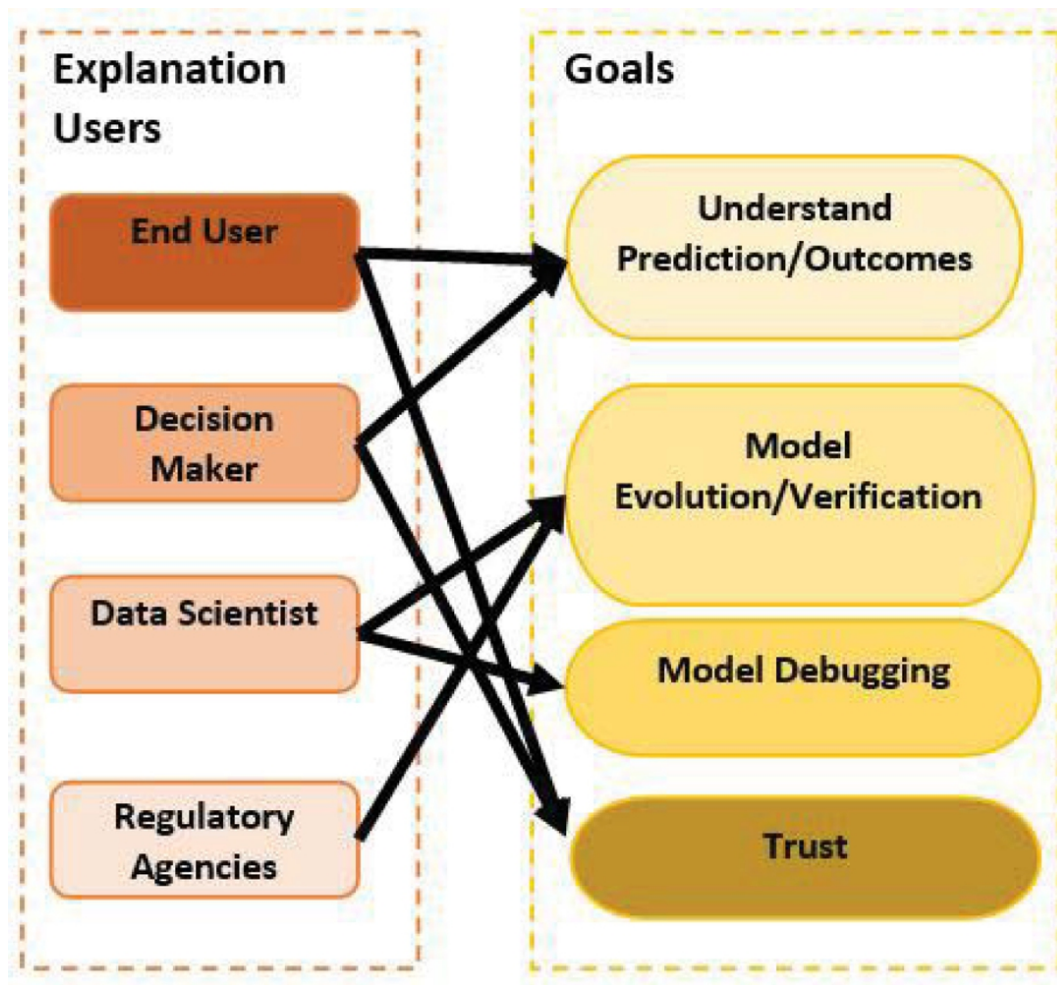 Explanation
Users
End User
Decision
Maker
Data Scientist
Regulatory
Agencies
Goals
Understand
Prediction/Outcomes
Model
Evolution/Verification
Model Debugging
Trust